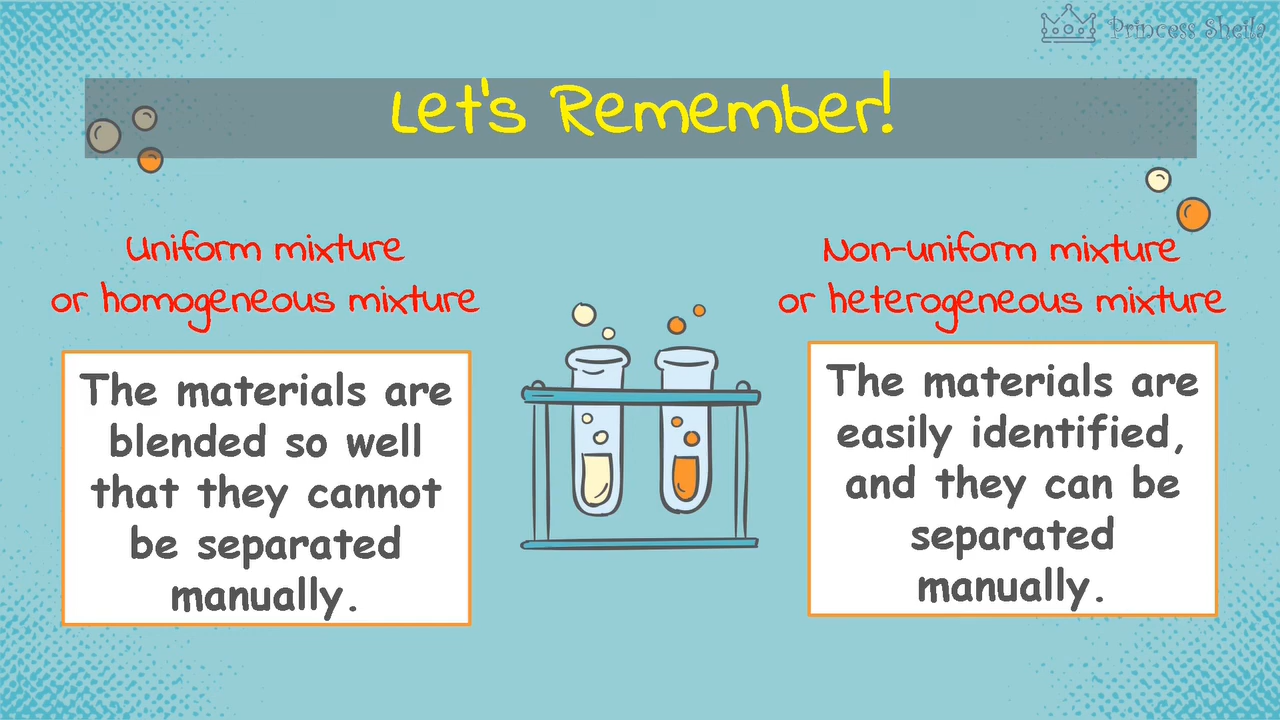 Princess Sheila
Let's Remember!
Uniform mixture
or homogeneous mixture
The materials are
blended so well
that they cannot
be separated
manually.
Non-uniform mixture
or heterogeneous mixture
The materials are
easily identified,
and they can be
separated
manually.